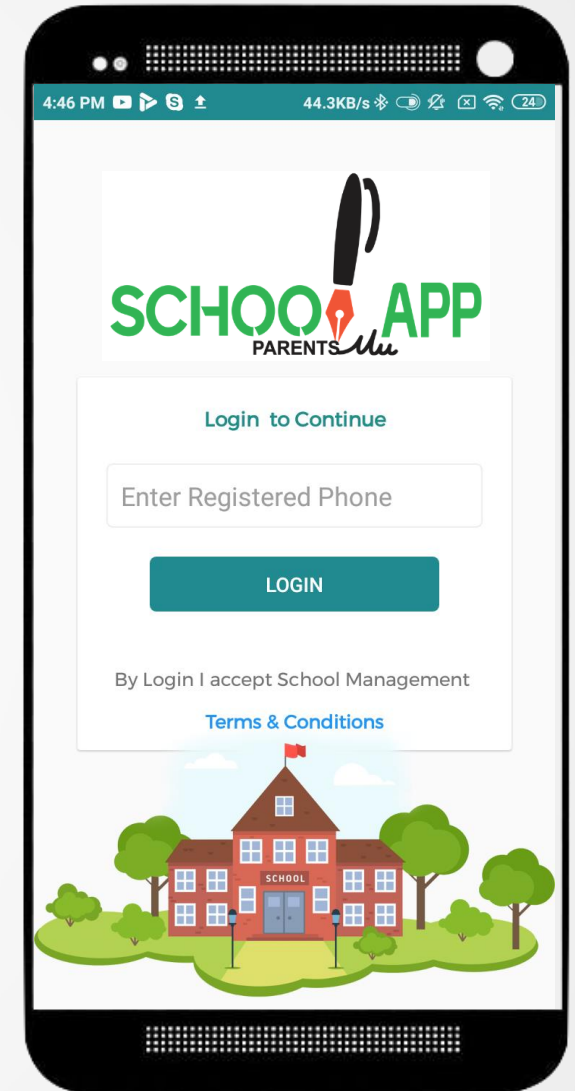 4:46 PM 44.3KB/s 24
SCHOOL APP
PARENTS
Login to Continue
Enter Registered Phone
LOGIN
By Login I accept School Management
Terms & Conditions
SCHOOL